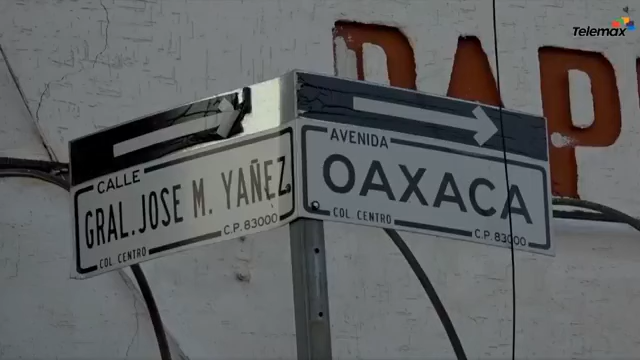 Telemax
CALLE
GRAL. JOSE M. YAÑEZ
COL. CENTRO
C.P. 83000
AVENIDA
OAXACA
COL. CENTRO
C.P. 83000